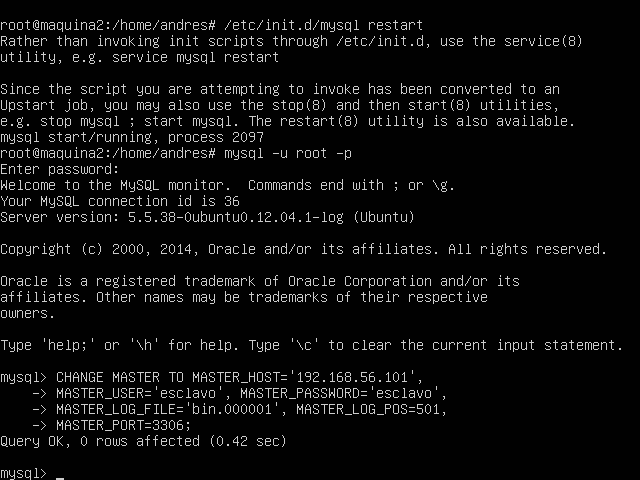 root@maquina2:/home/andres# /etc/init.d/mysql restart
Rather than invoking init scripts through /etc/init.d, use the service(8)
utility, e.g. service mysql restart

Since the script you are attempting to invoke has been converted to an
Upstart job, you may also use the stop(8) and then start(8) utilities,
e.g. stop mysql ; start mysql. The restart(8) utility is also available.
mysql start/running, process 2097
root@maquina2:/home/andres# mysql -u root -p
Enter password:
Welcome to the MySQL monitor.  Commands end with ; or \g.
Your MySQL connection id is 36
Server version: 5.5.38-0ubuntu0.12.04.1-log (Ubuntu)

Copyright (c) 2000, 2014, Oracle and/or its affiliates. All rights reserved.

Oracle is a registered trademark of Oracle Corporation and/or its
affiliates. Other names may be trademarks of their respective
owners.

Type 'help;' or '\h' for help. Type '\c' to clear the current input statement.

mysql> CHANGE MASTER TO MASTER_HOST='192.168.56.101',
    -> MASTER_USER='esclavo', MASTER_PASSWORD='esclavo',
    -> MASTER_LOG_FILE='bin.000001', MASTER_LOG_POS=501,
    -> MASTER_PORT=3306;
Query OK, 0 rows affected (0.42 sec)

mysql> _